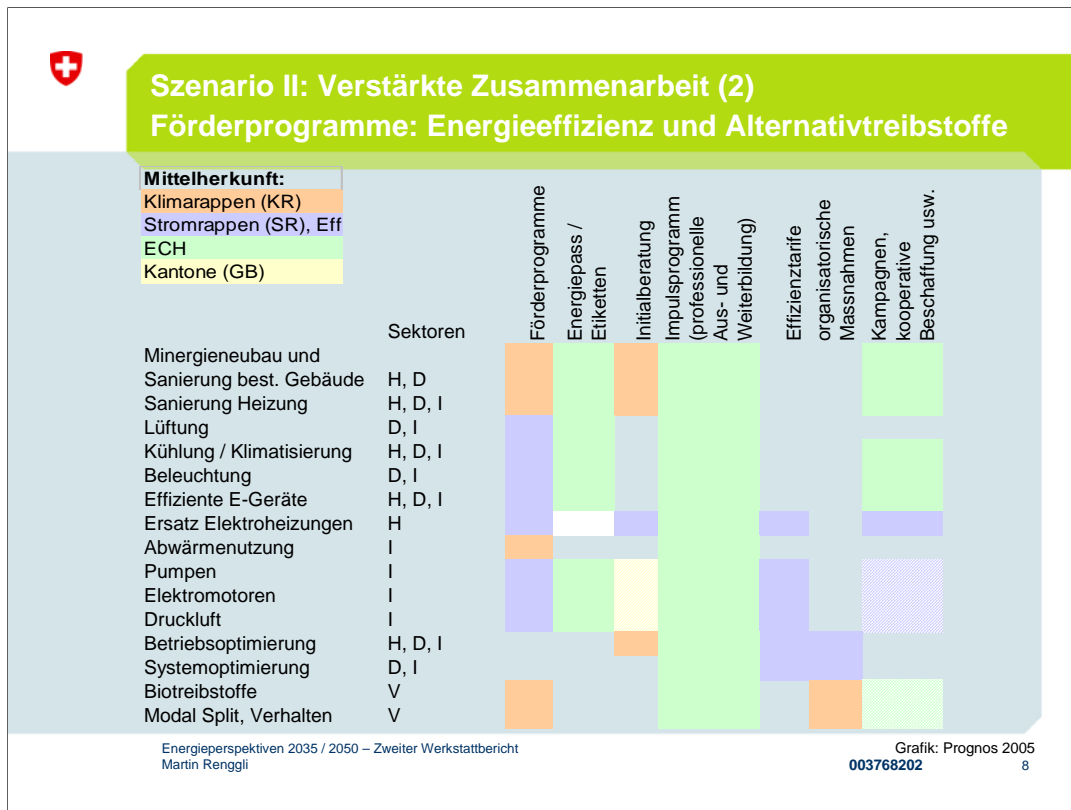 Szenario II: Verstärkte Zusammenarbeit (2)
Förderprogramme: Energieeffizienz und Alternativtreibstoffe
Mittelherkunft:
Klimarappen (KR)
Stromrappen (SR), Eff
ECH
Kantone (GB)
Sektoren
Förderprogramme
Energiepass /
Etiketten
Initialberatung
Impulsprogramm
(professionelle
Aus- und
Weiterbildung)
Effizienztarife
organisatorische
Massnahmen
Kampagnen,
kooperative
Beschaffung usw.
Minergieneubau und
Sanierung best. Gebäude H, D
Sanierung Heizung H, D, I
Lüftung D, I
Kühlung / Klimatisierung H, D, I
Beleuchtung D, I
Effiziente E-Geräte H, D, I
Ersatz Elektroheizungen H
Abwärmenutzung I
Pumpen I
Elektromotoren I
Druckluft I
Betriebsoptimierung H, D, I
Systemoptimierung D, I
Biotreibstoffe V
Modal Split, Verhalten V
Energieperspektiven 2035 / 2050 – Zweiter Werkstattbericht
Martin Renggli
Grafik: Prognos 2005
003768202 8